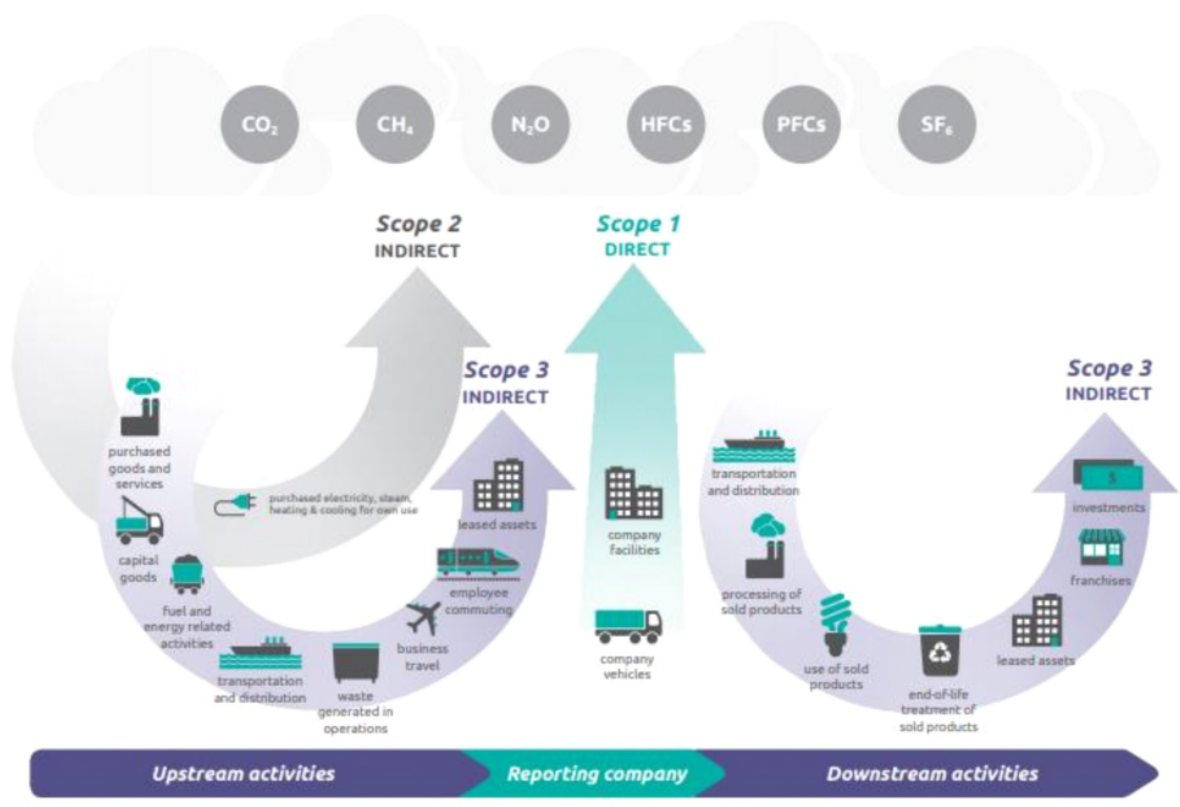 CO₂
CH₄
N₂O
HFCs
PFCs
SF₆
Scope 2
INDIRECT
Scope 1
DIRECT
Scope 3
INDIRECT
Scope 3
INDIRECT
purchased
goods and
services
capital
goods
fuel and
energy related
activities
transportation
and distribution
waste
generated in
operations
business
travel
employee
commuting
leased assets
purchased electricity, steam,
heating & cooling for own use
company
facilities
company
vehicles
transportation
and distribution
processing of
sold products
use of sold
products
end-of-life
treatment of
sold products
leased assets
franchises
$
investments
Upstream activities
Reporting company
Downstream activities